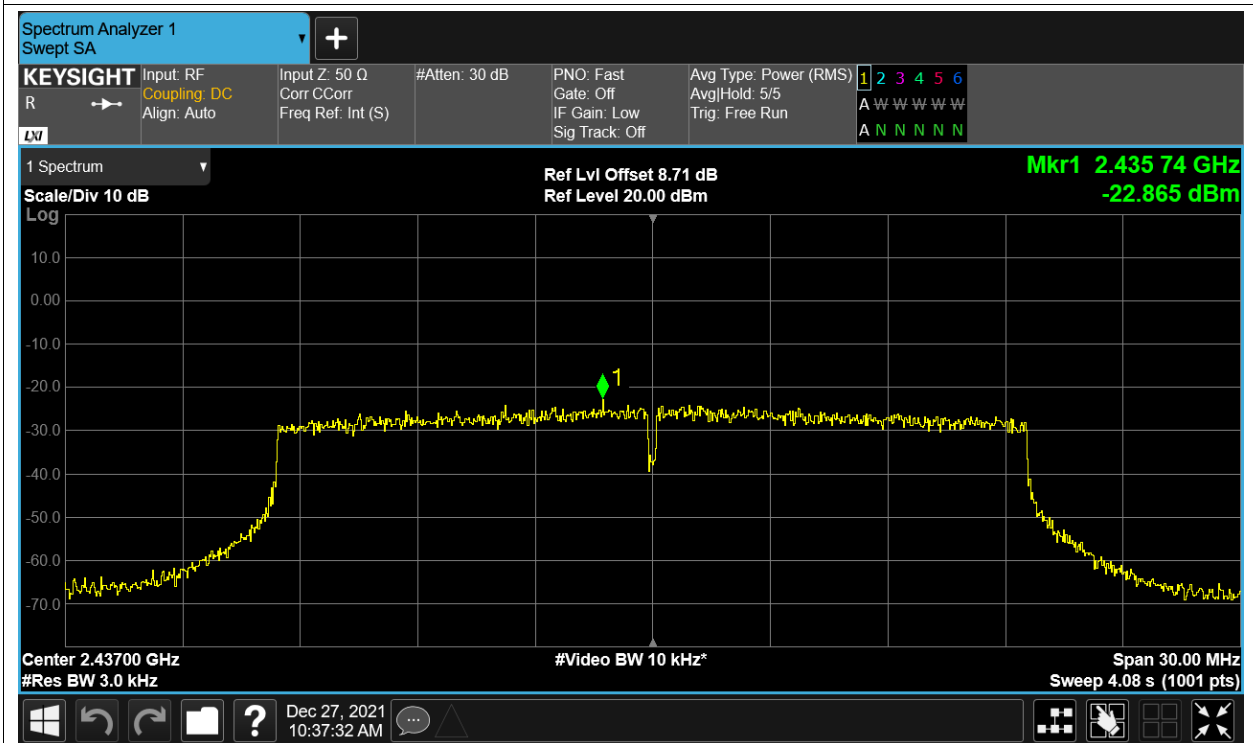 Spectrum Analyzer 1
Swept SA
KEYSIGHT
R
LXI
Input: RF
Coupling: DC
Align: Auto
Input Z: 50 Ω
Corr CCorr
Freq Ref: Int (S)
#Atten: 30 dB
PNO: Fast
Gate: Off
IF Gain: Low
Sig Track: Off
Avg Type: Power (RMS)
Avg|Hold: 5/5
Trig: Free Run
1 2 3 4 5 6
A W W W W W
A N N N N N
1 Spectrum
Scale/Div 10 dB
Log
Ref Lvl Offset 8.71 dB
Ref Level 20.00 dBm
Mkr1 2.435 74 GHz
-22.865 dBm
10.0
0.00
-10.0
-20.0
-30.0
-40.0
-50.0
-60.0
-70.0
1
Center 2.43700 GHz
#Res BW 3.0 kHz
#Video BW 10 kHz*
Span 30.00 MHz
Sweep 4.08 s (1001 pts)
?
Dec 27, 2021
10:37:32 AM